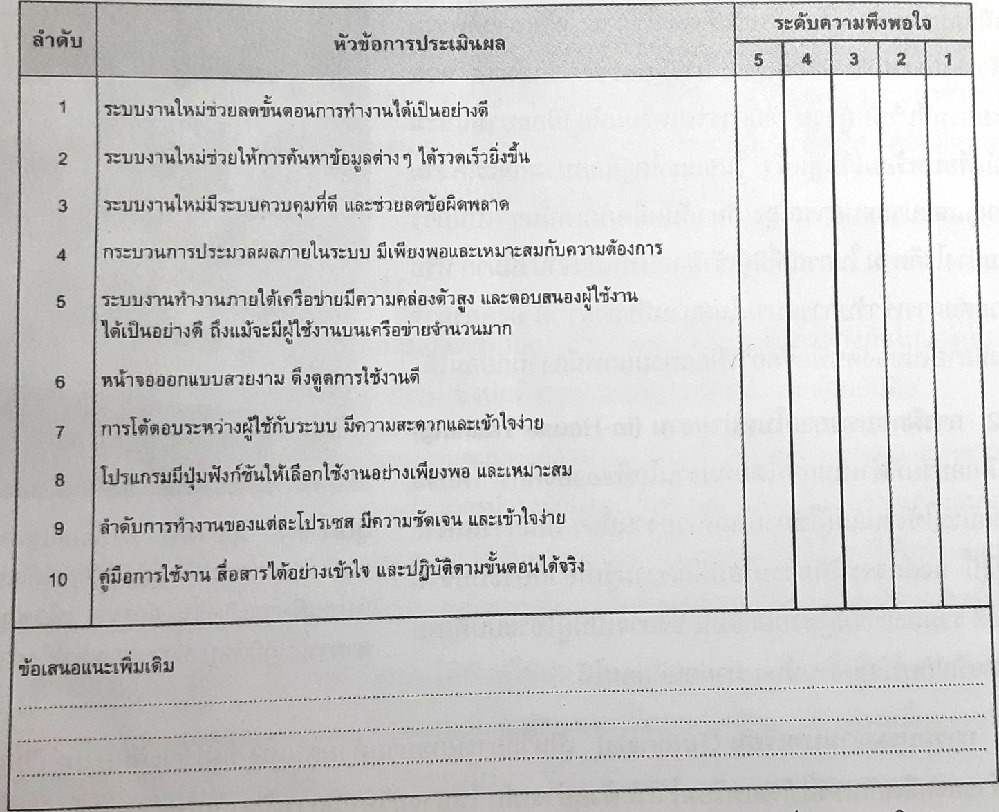 ลำดับ หัวข้อการประเมินผล ระดับความพึงพอใจ
5 4 3 2 1
1 ระบบงานใหม่ช่วยลดขั้นตอนการทำงานได้เป็นอย่างดี
2 ระบบงานใหม่ช่วยให้การค้นหาข้อมูลต่างๆ ได้รวดเร็วยิ่งขึ้น
3 ระบบงานใหม่มีระบบควบคุมที่ดี และช่วยลดข้อผิดพลาด
4 กระบวนการประมวลผลภายในระบบ มีเพียงพอและเหมาะสมกับความต้องการ
5 ระบบงานทำงานภายใต้เครือข่ายมีความคล่องตัวสูง และตอบสนองผู้ใช้งาน
ได้เป็นอย่างดี ถึงแม้จะมีผู้ใช้งานบนเครือข่ายจำนวนมาก
6 หน้าจอออกแบบสวยงาม ดึงดูดการใช้งานดี
7 การโต้ตอบระหว่างผู้ใช้กับระบบ มีความสะดวกและเข้าใจง่าย
8 โปรแกรมมีปุ่มฟังก์ชันให้เลือกใช้งานอย่างเพียงพอ และเหมาะสม
9 ลำดับการทำงานของแต่ละโปรเซส มีความชัดเจน และเข้าใจง่าย
10 คู่มือการใช้งาน สื่อสารได้อย่างเข้าใจ และปฏิบัติตามขั้นตอนได้จริง
ข้อเสนอแนะเพิ่มเติม